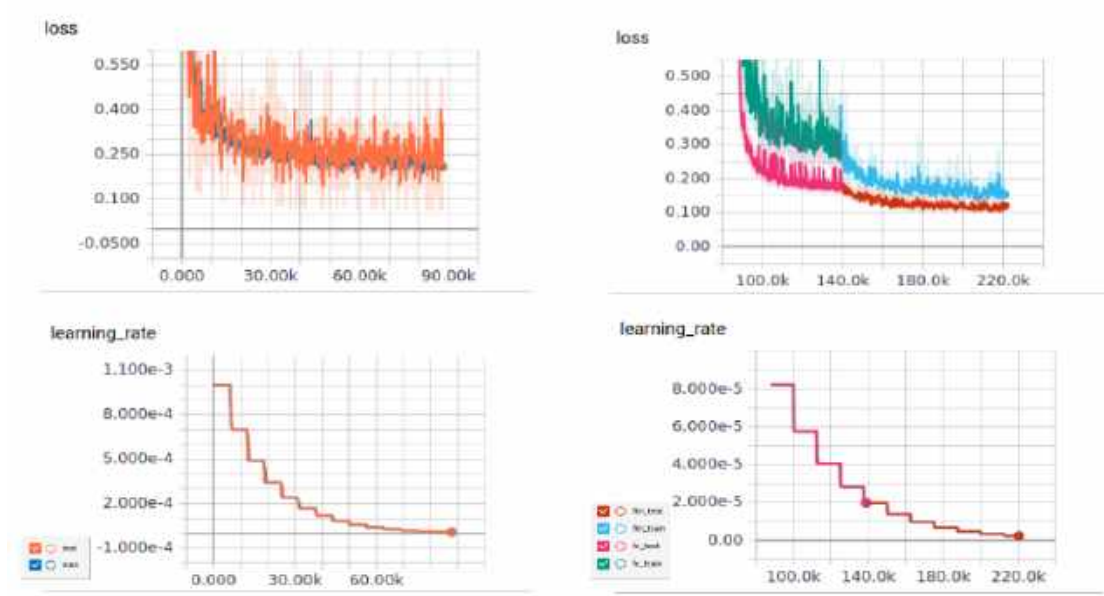 loss
0.550
0.400
0.250
0.100
-0.0500
0.000 30.00k 60.00k 90.00k
loss
0.500
0.400
0.300
0.200
0.100
0.00
100.0k 140.0k 180.0k 220.0k
learning_rate
1.100e-3
8.000e-4
5.000e-4
2.000e-4
-1.000e-4
0.000 30.00k 60.00k
learning_rate
8.000e-5
6.000e-5
4.000e-5
2.000e-5
0.00
100.0k 140.0k 180.0k 220.0k